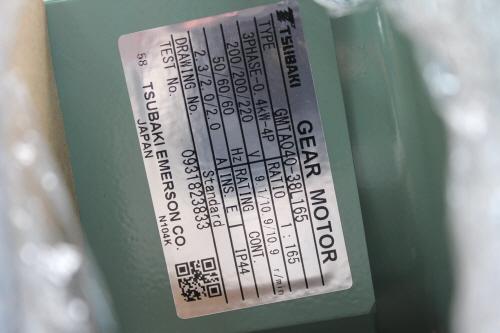 TSUBAKI GEAR MOTOR
TYPE GMTA040-38L165
3PHASE-0.4kW-4P RATIO 1:165
200/200/220 V 9.1/10.9/10.9 r/min
50/60/60 Hz RATING CONT.
2.3/2.0/2.0 A INS E IP44
DRAWING No. Standard
TEST No. 0931823833
58 TSUBAKI EMERSON CO.
JAPAN N104K